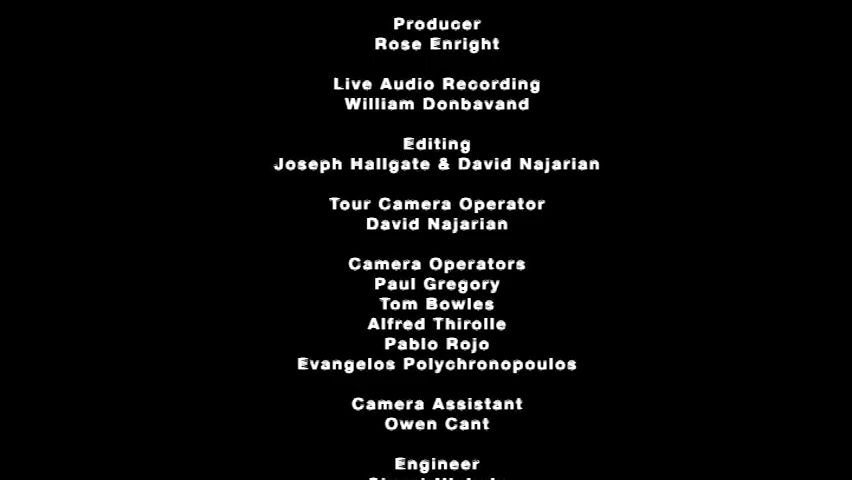 Producer
Rose Enright
Live Audio Recording
William Donbavand
Editing
Joseph Hallgate & David Najarian
Tour Camera Operator
David Najarian
Camera Operators
Paul Gregory
Tom Bowles
Alfred Thirolle
Pablo Rojo
Evangelos Polychronopoulos
Camera Assistant
Owen Cant
Engineer